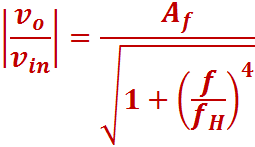 |v_o / v_in| = A_f / √(1 + (f / f_H)^4)